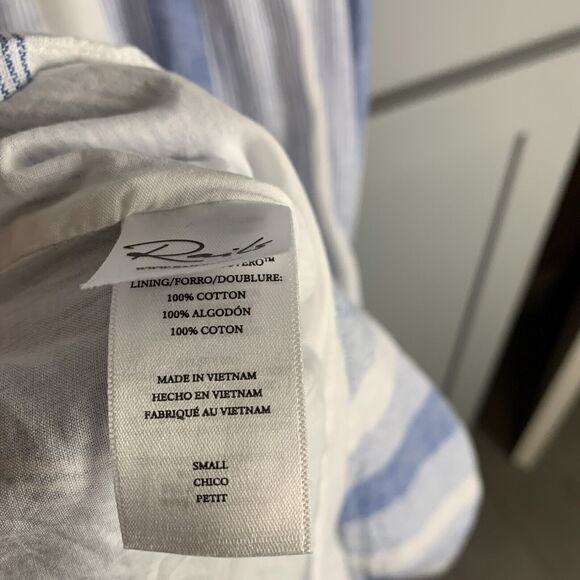 Rails
LINING/FORRO/DOUBLURE:
100% COTTON
100% ALGODÓN
100% COTON
MADE IN VIETNAM
HECHO EN VIETNAM
FABRIQUÉ AU VIETNAM
SMALL
CHICO
PETIT